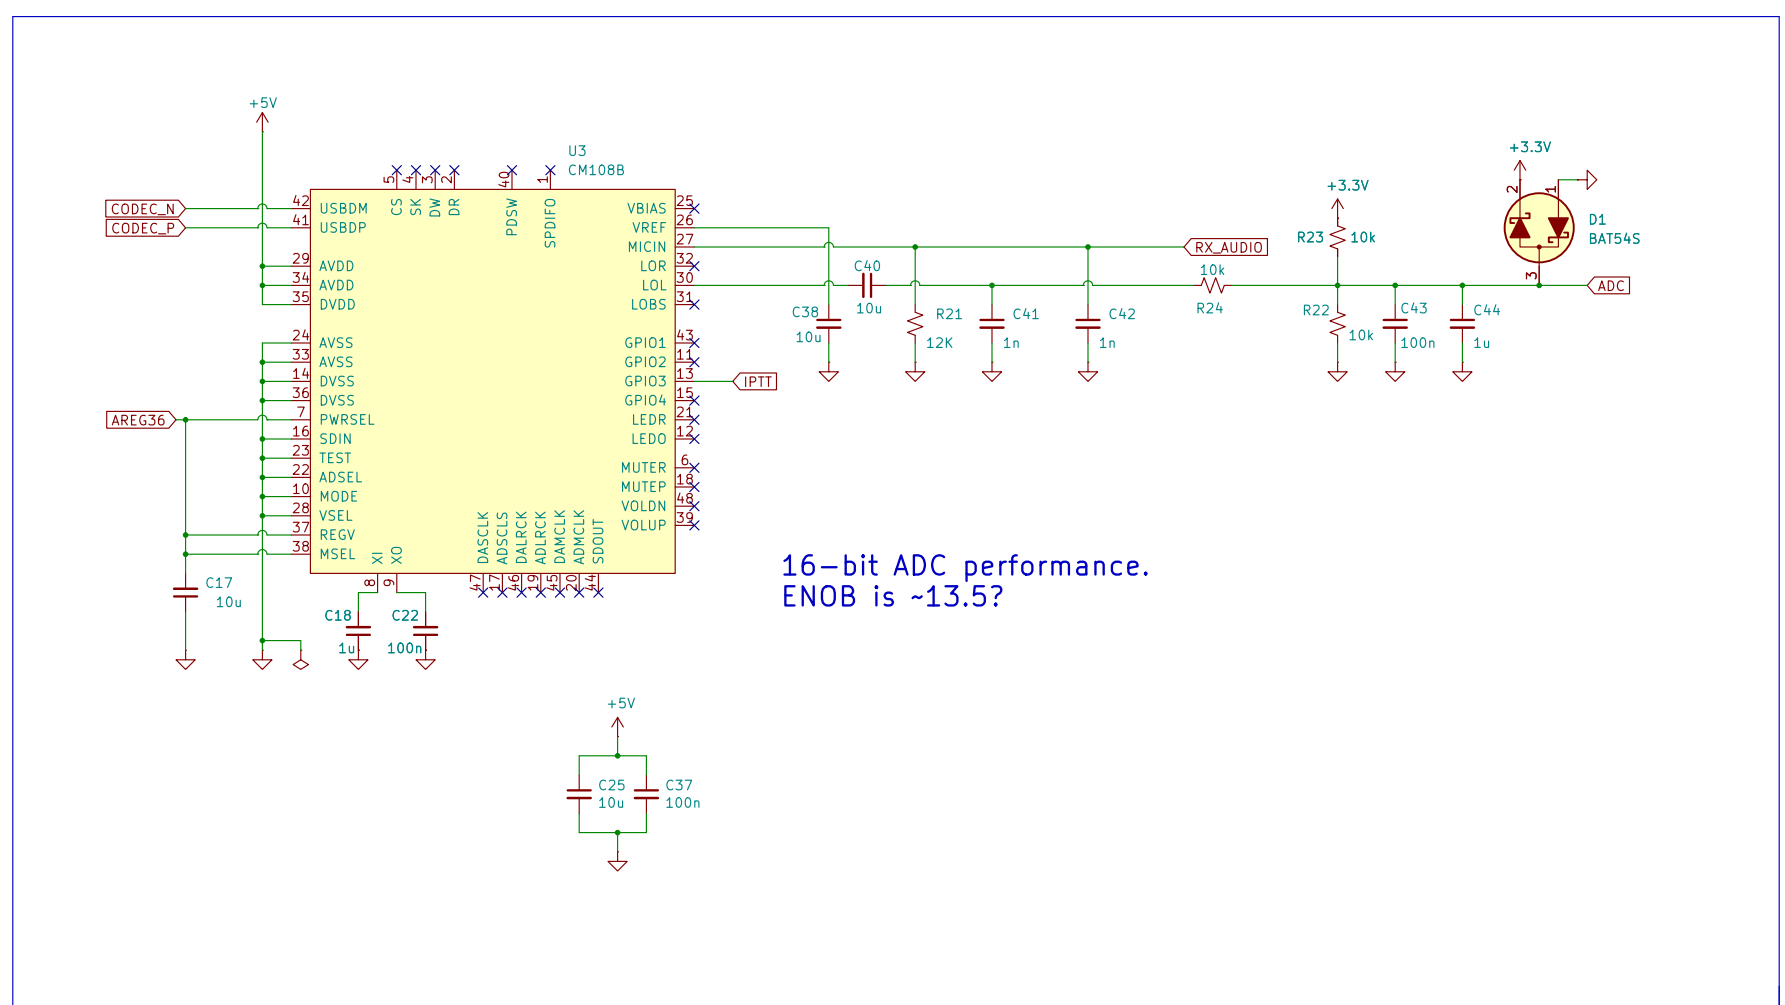 +5V
U3
CM108B
+3.3V
+3.3V
5 4 3 2 40 1
CS SK DW DR PDSW SPDIFO
CODEC_N 42 USBDM
CODEC_P 41 USBDP
29 AVDD
34 AVDD
35 DVDD
24 AVSS
33 AVSS
14 DVSS
36 DVSS
AREG36 7 PWRSEL
16 SDIN
23 TEST
22 ADSEL
10 MODE
28 VSEL
37 REGV
38 MSEL
VBIAS 25
VREF 26
MICIN 27 RX_AUDIO
LOR 32
LOL 30
LOBS 31
GPIO1 43
GPIO2 11
GPIO3 13 IPTT
GPIO4 15
LEDR 21
LEDO 12
MUTER 6
MUTEP 18
VOLDN 48
VOLUP 39
XI XO DASCLK ADSCLS DALRCK ADLRCK DAMCLK ADMCLK SDOUT
8 9 47 17 46 19 45 20 44
C40
10u
C38
10u
R21
12K
C41
1n
C42
1n
10k
R24
R23 10k
R22
10k
C43
100n
C44
1u
2 1
3
D1
BAT54S
ADC
C17
10u
C18
1u
C22
100n
16-bit ADC performance.
ENOB is ~13.5?
+5V
C25
10u
C37
100n